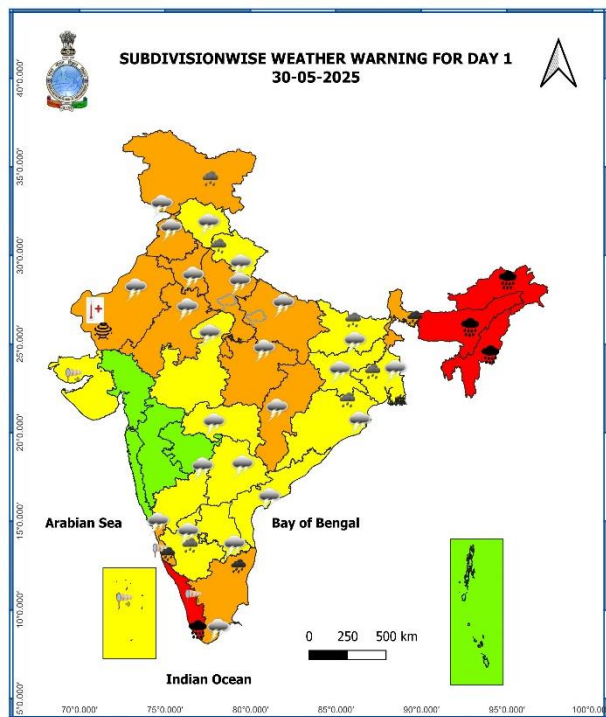 SUBDIVISIONWISE WEATHER WARNING FOR DAY 1
30-05-2025
40°0.000'
35°0.000'
30°0.000'
25°0.000'
20°0.000'
15°0.000'
10°0.000'
5°0.000'
Arabian Sea
Bay of Bengal
0 250 500 km
Indian Ocean
70°0.000' 75°0.000' 80°0.000' 85°0.000' 90°0.000' 95°0.000'